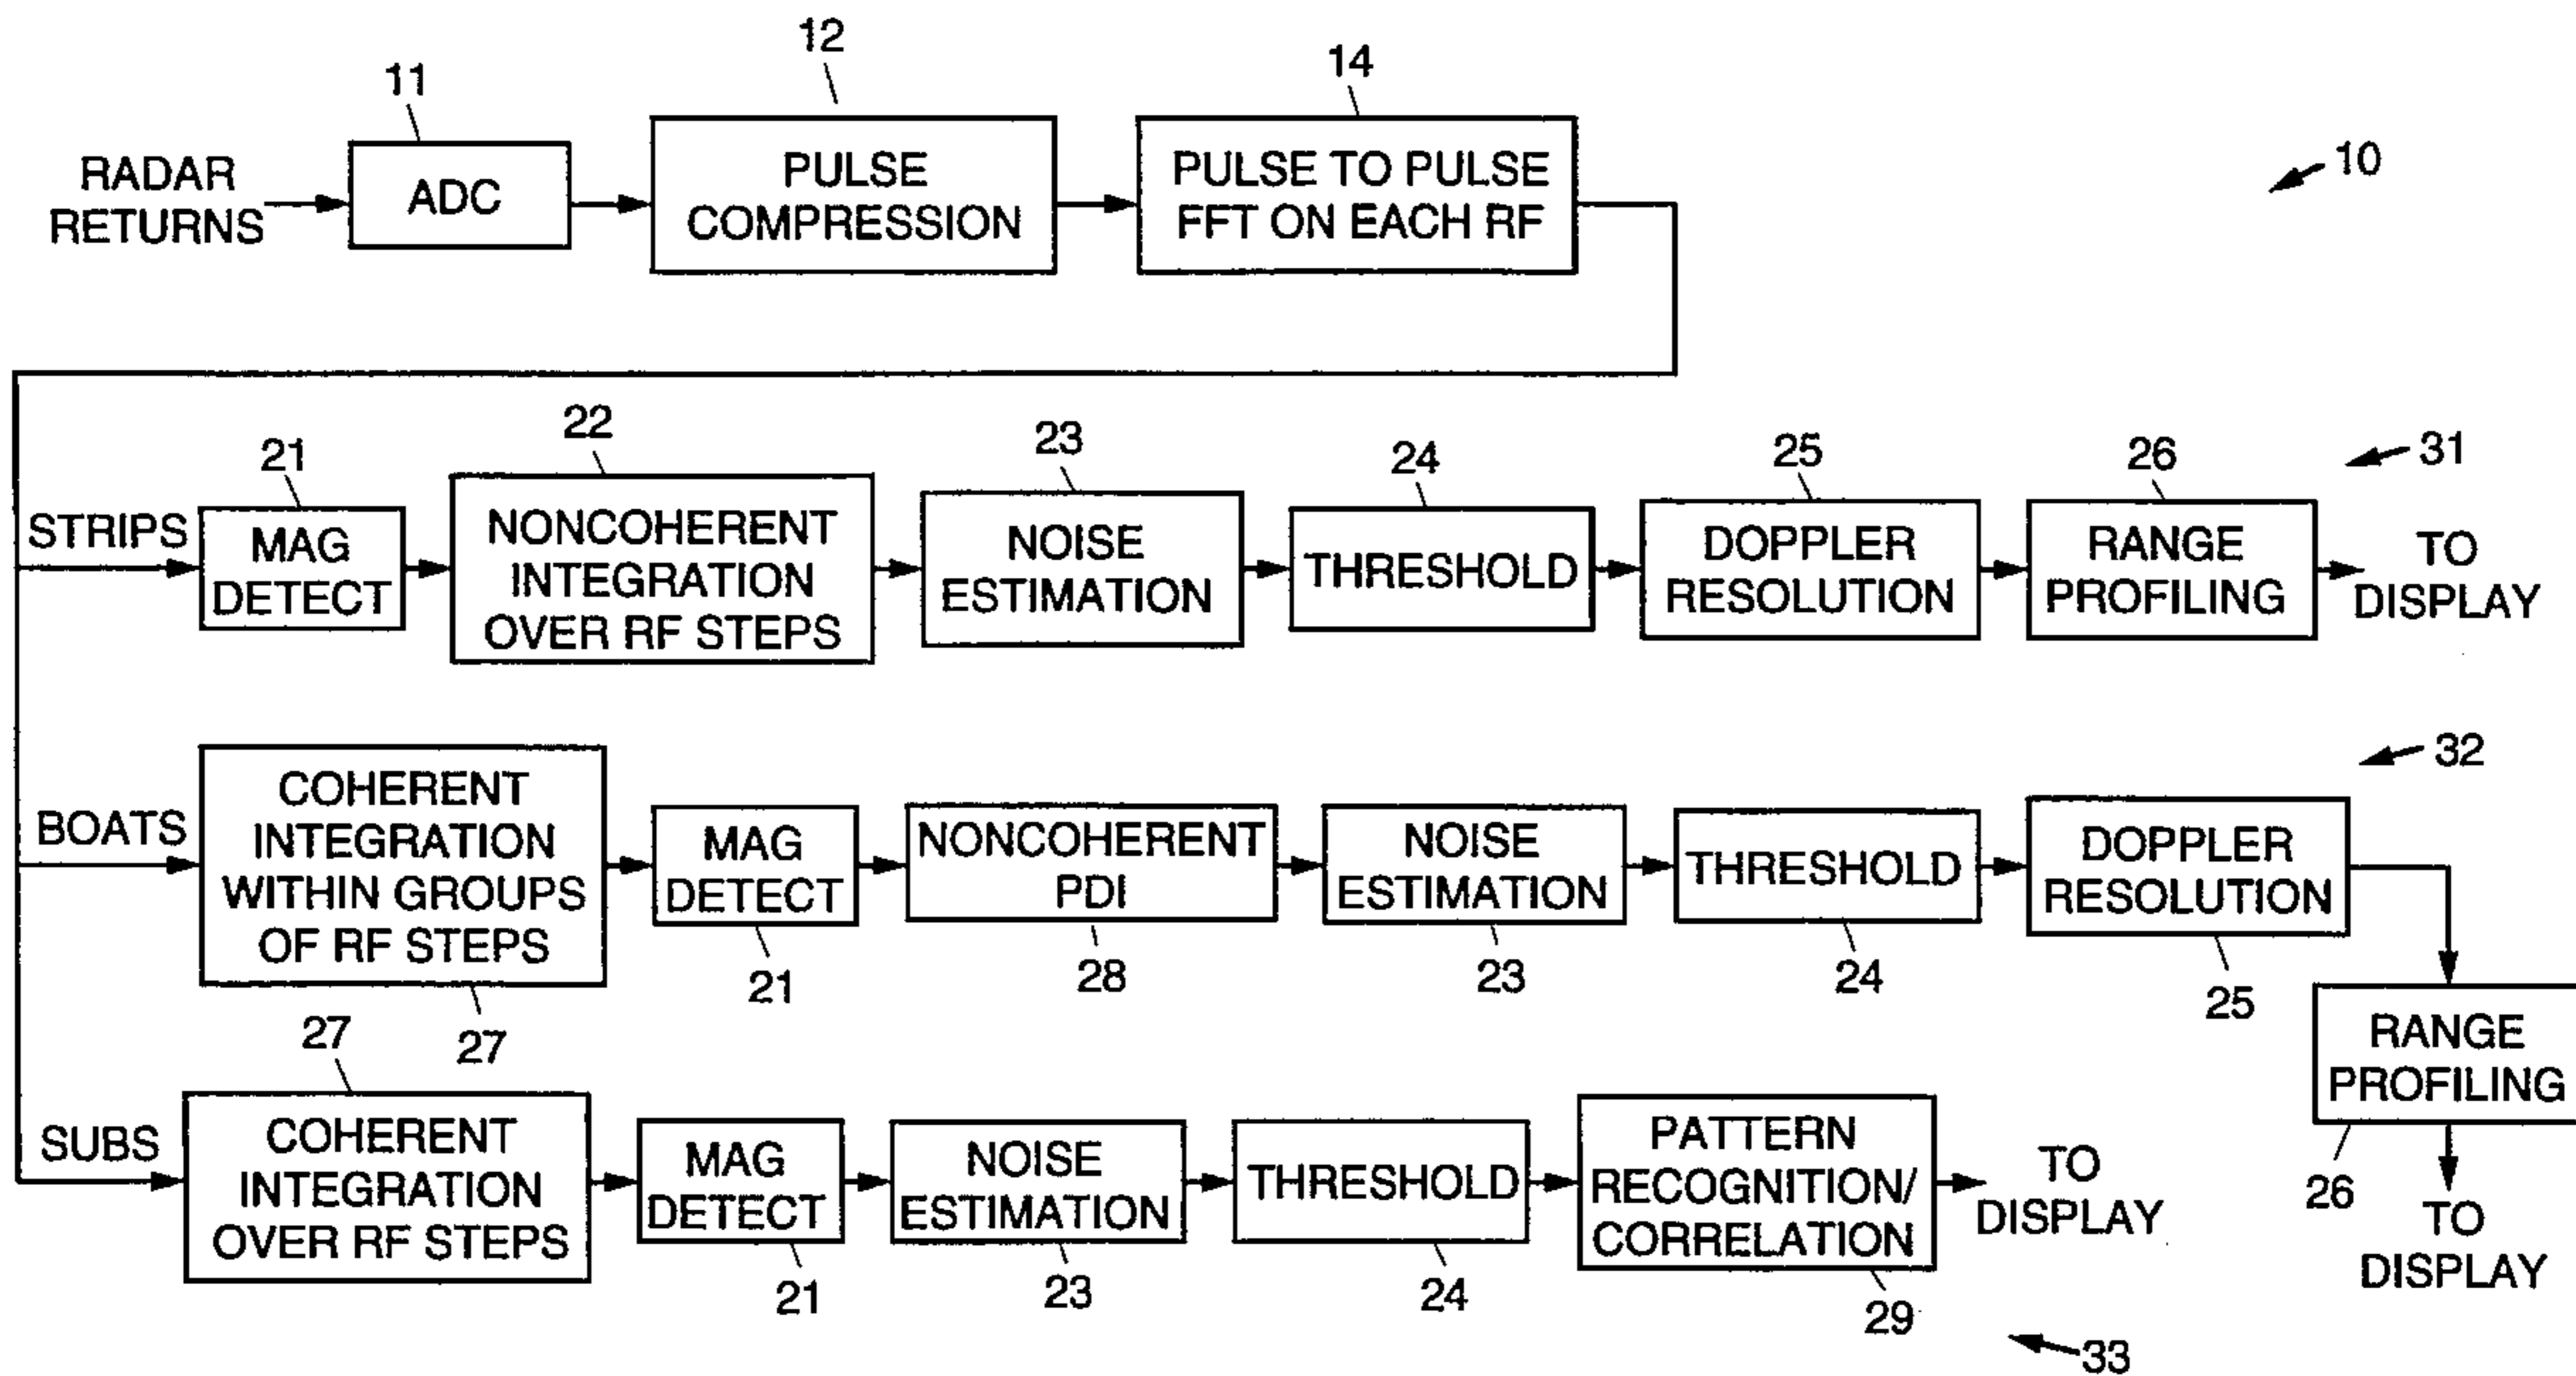 12
14
11
10
RADAR
RETURNS
ADC
PULSE
COMPRESSION
PULSE TO PULSE
FFT ON EACH RF
21
22
23
24
25
26
31
STRIPS
MAG
DETECT
NONCOHERENT
INTEGRATION
OVER RF STEPS
NOISE
ESTIMATION
THRESHOLD
DOPPLER
RESOLUTION
RANGE
PROFILING
TO
DISPLAY
32
BOATS
COHERENT
INTEGRATION
WITHIN GROUPS
OF RF STEPS
MAG
DETECT
NONCOHERENT
PDI
NOISE
ESTIMATION
THRESHOLD
DOPPLER
RESOLUTION
27
21
28
23
24
25
RANGE
PROFILING
26
TO
DISPLAY
27
SUBS
COHERENT
INTEGRATION
OVER RF STEPS
MAG
DETECT
NOISE
ESTIMATION
THRESHOLD
PATTERN
RECOGNITION/
CORRELATION
TO
DISPLAY
21
23
24
29
33